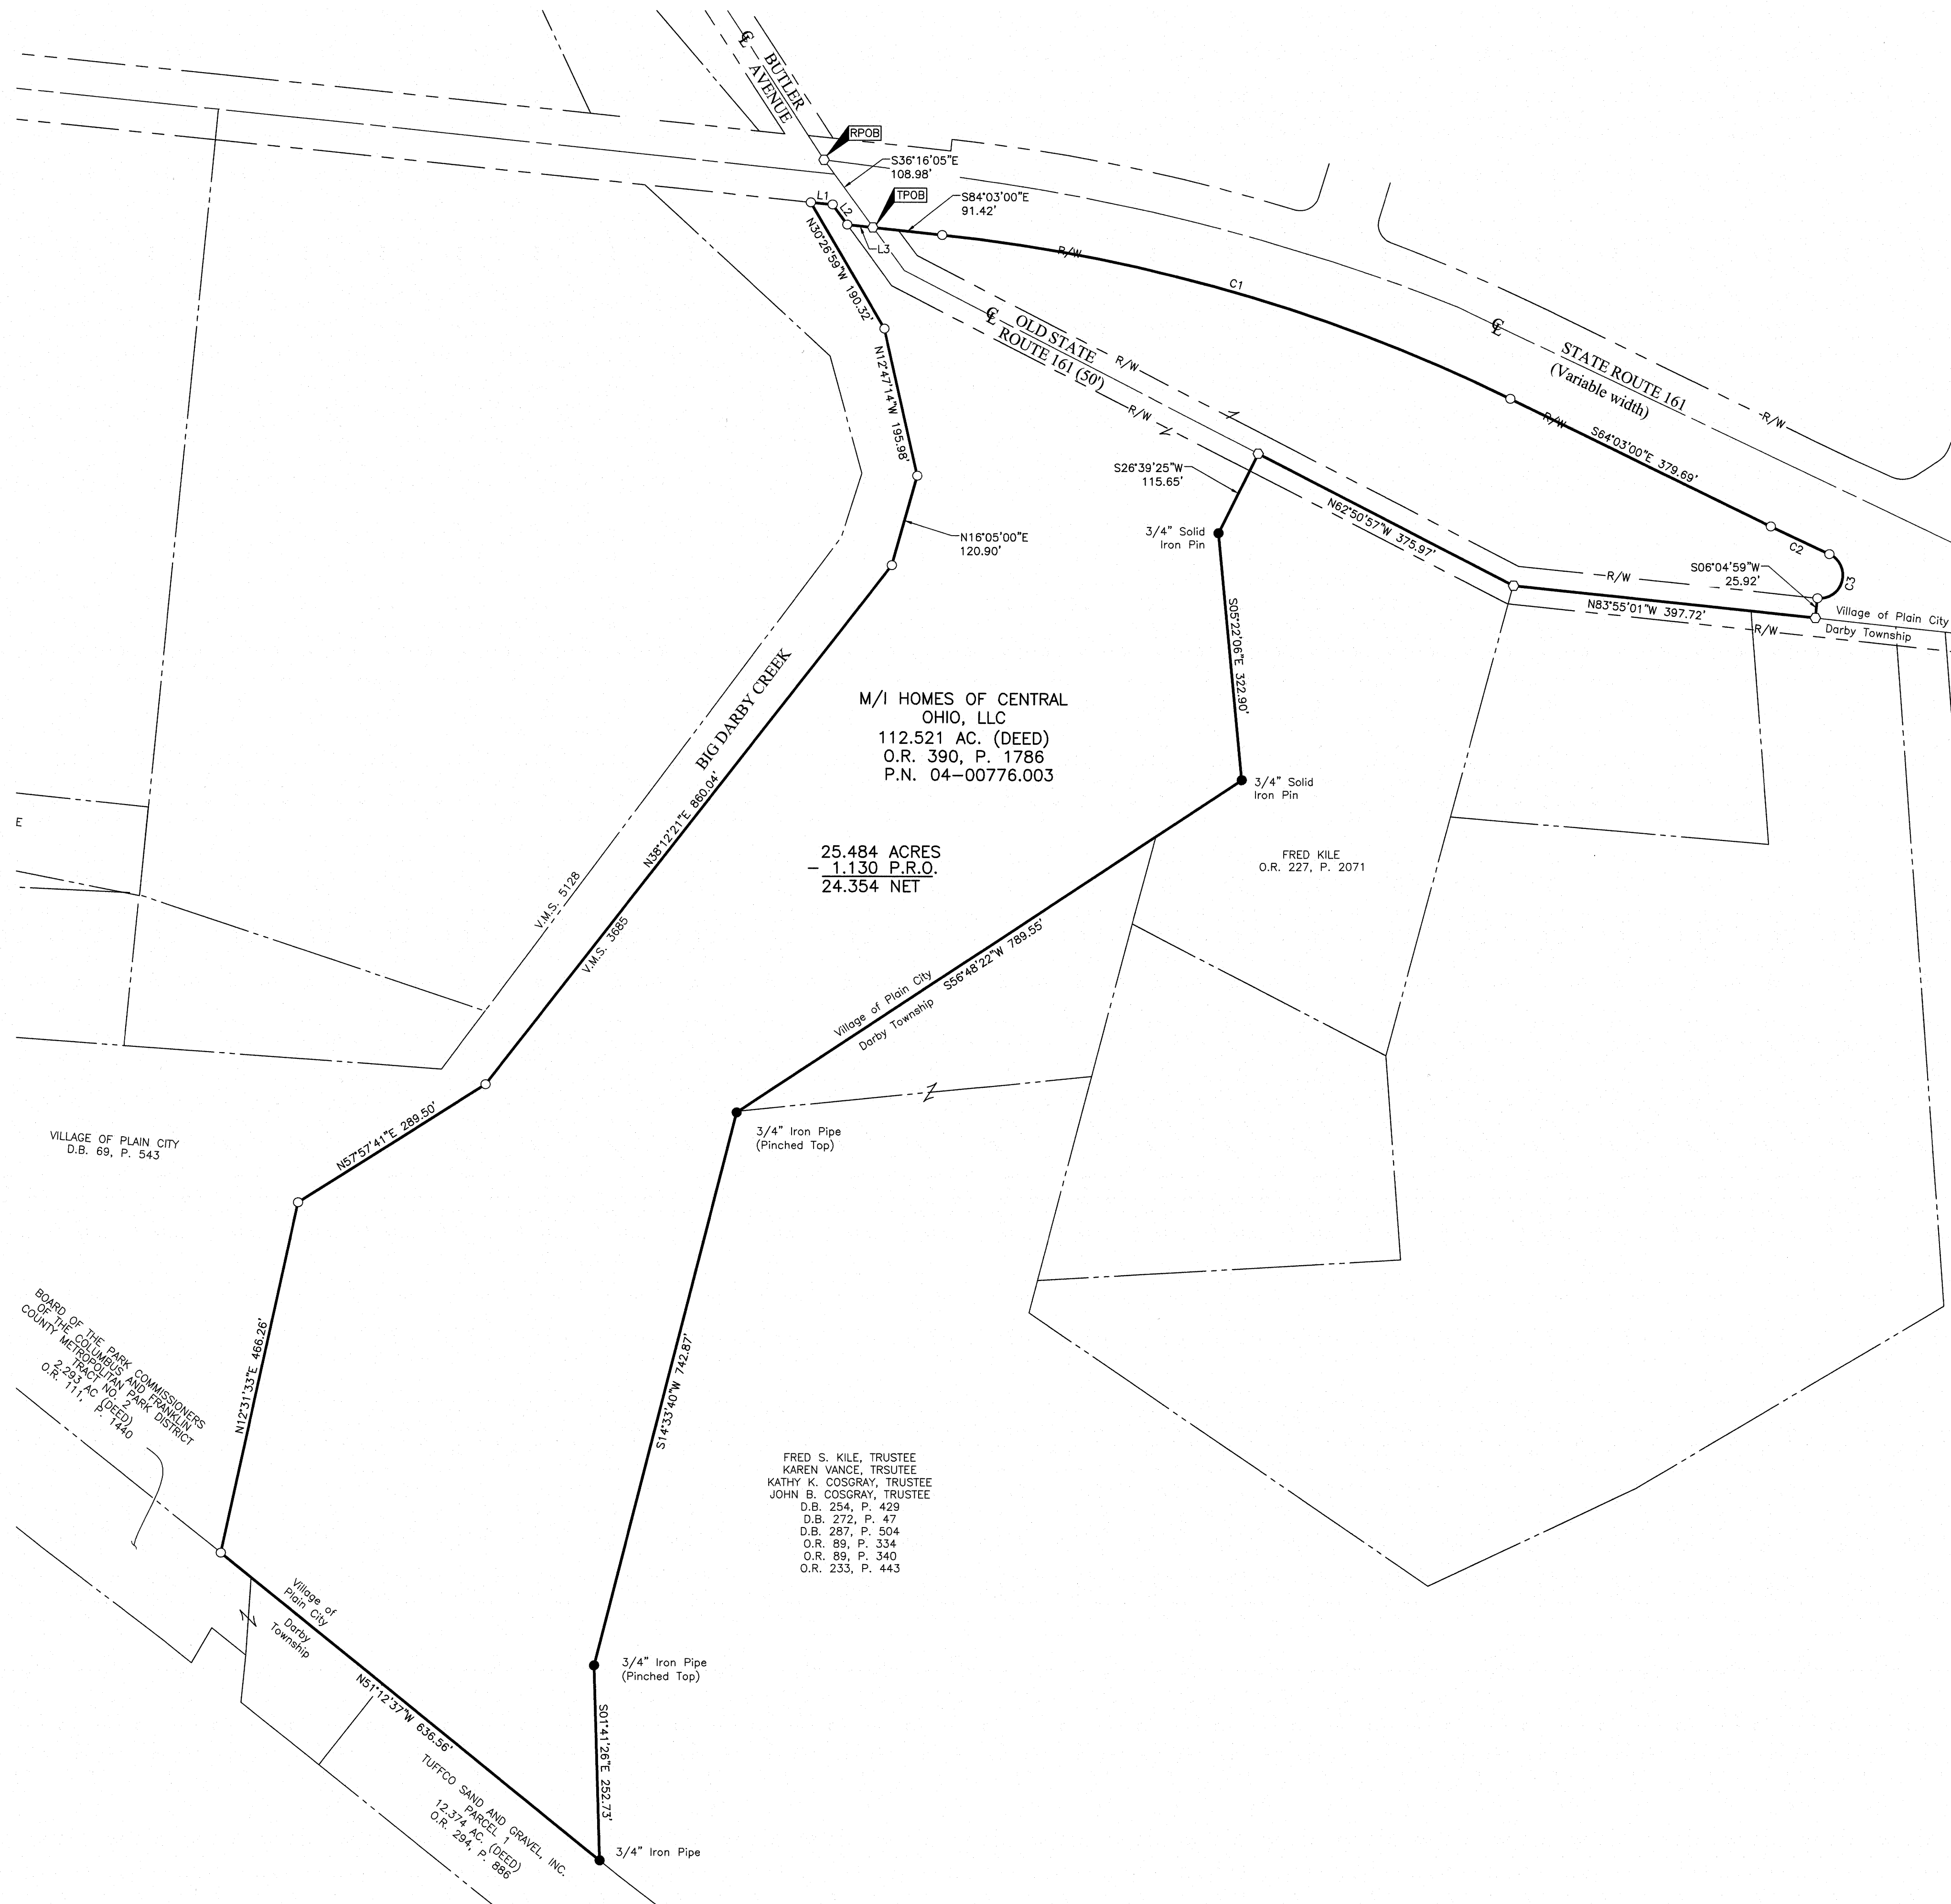 ℄ BUTLER
AVENUE
RPOB
S36°16'05"E
108.98'
TPOB
S84°03'00"E
91.42'
L1
L2
L3
R/W
C1
N30°26'59"W 190.32'
℄ OLD STATE
ROUTE 161 (50')
R/W
R/W
℄
STATE ROUTE 161
(Variable width)
R/W
R/W
S64°03'00"E 379.69'
N12°47'14"W 195.98'
S26°39'25"W
115.65'
N62°50'57"W 375.97'
3/4" Solid
Iron Pin
N16°05'00"E
120.90'
C2
C3
S06°04'59"W
25.92'
R/W
N83°55'01"W 397.72'
Village of Plain City
R/W
Darby Township
S05°22'06"E 322.90'
BIG DARBY CREEK
M/I HOMES OF CENTRAL
OHIO, LLC
112.521 AC. (DEED)
O.R. 390, P. 1786
P.N. 04-00776.003
3/4" Solid
Iron Pin
N38°12'21"E 860.04'
E
25.484 ACRES
- 1.130 P.R.O.
24.354 NET
FRED KILE
O.R. 227, P. 2071
V.M.S. 5128
V.M.S. 3685
Village of Plain City
S56°48'22"W 789.55'
Darby Township
3/4" Iron Pipe
(Pinched Top)
VILLAGE OF PLAIN CITY
D.B. 69, P. 543
N57°57'41"E 289.50'
N12°31'33"E 466.26'
S14°33'40"W 742.87'
BOARD OF THE PARK COMMISSIONERS
OF THE COLUMBUS AND FRANKLIN
COUNTY METROPOLITAN PARK DISTRICT
TRACT NO. 2
2.293 AC (DEED)
O.R. 111, P. 1440
FRED S. KILE, TRUSTEE
KAREN VANCE, TRSUTEE
KATHY K. COSGRAY, TRUSTEE
JOHN B. COSGRAY, TRUSTEE
D.B. 254, P. 429
D.B. 272, P. 47
D.B. 287, P. 504
O.R. 89, P. 334
O.R. 89, P. 340
O.R. 233, P. 443
Village of
Plain City
Darby
Township
3/4" Iron Pipe
(Pinched Top)
N51°12'37"W 636.56'
S01°41'26"E 252.73'
TUFFCO SAND AND GRAVEL, INC.
PARCEL 1
12.374 AC. (DEED)
O.R. 294, P. 886
3/4" Iron Pipe